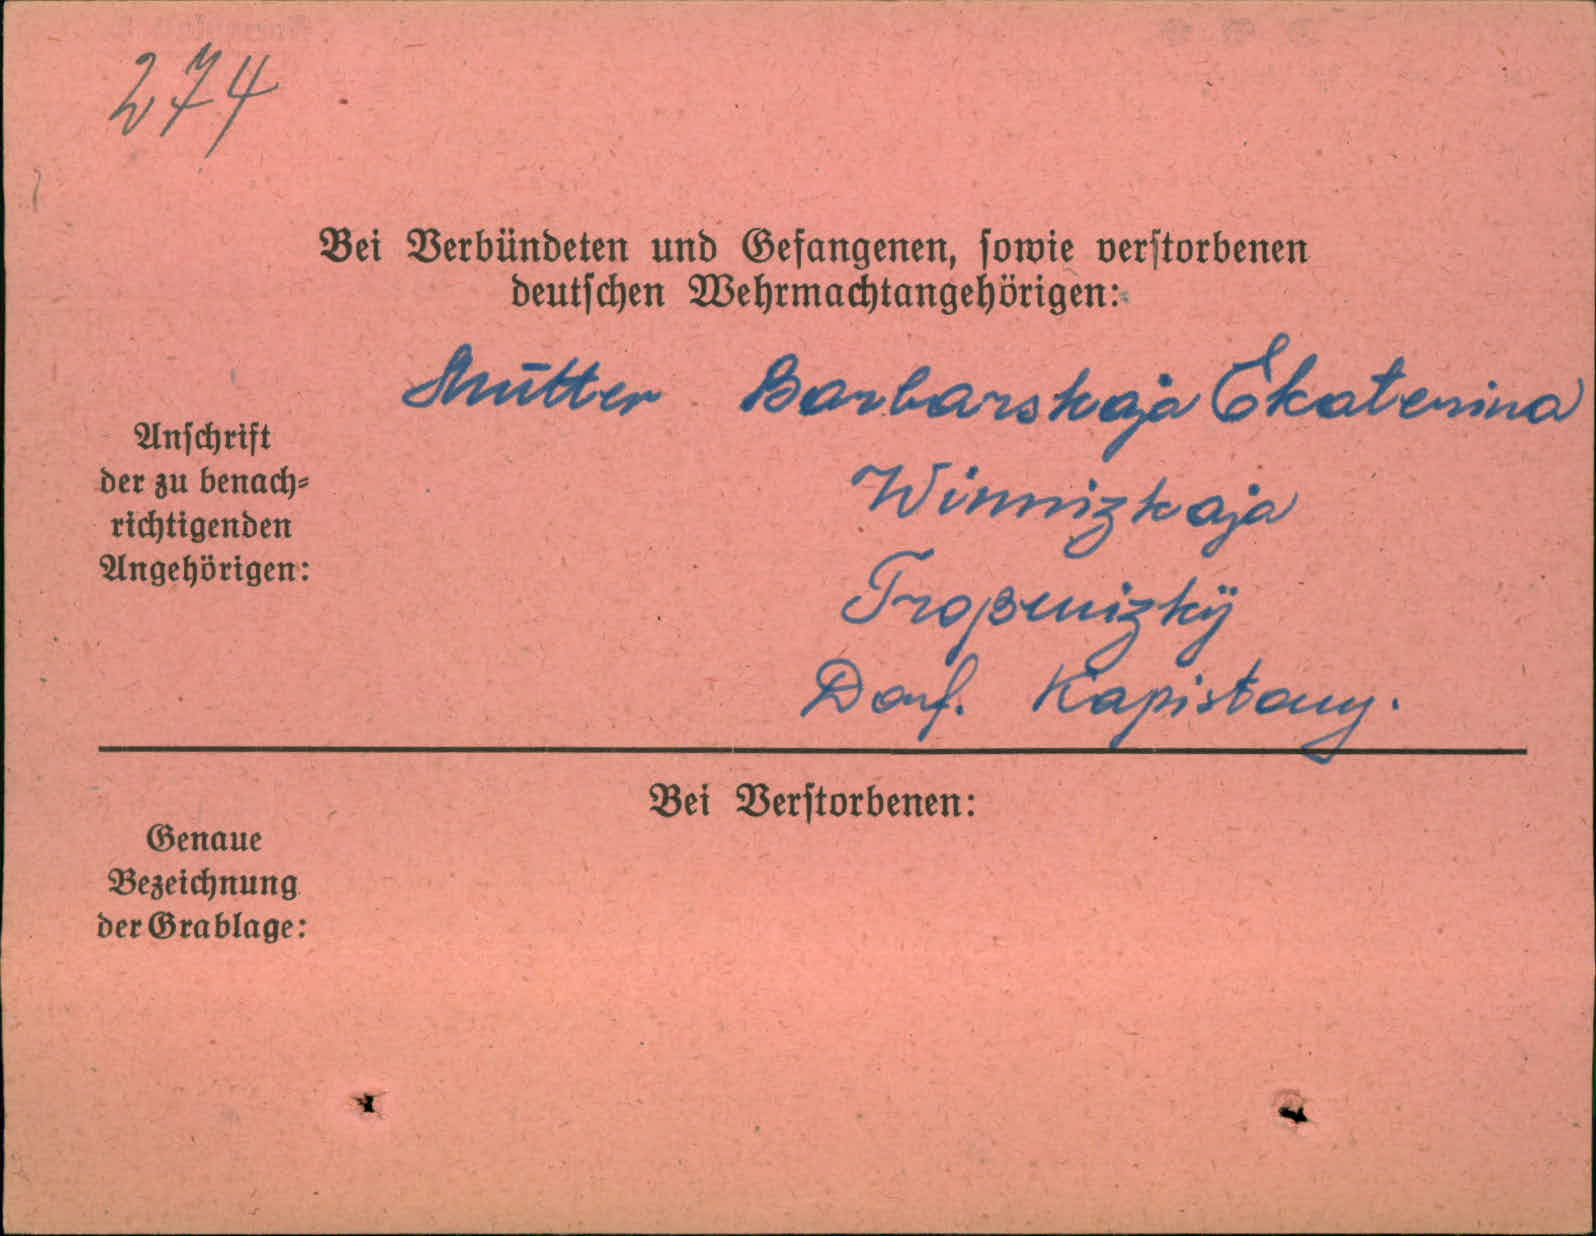 274
Bei Verbündeten und Gefangenen, sowie verstorbenen
deutschen Wehrmachtangehörigen:
Mutter Barbarskaja Ekaterina
Anschrift
der zu benach-
richtigenden
Angehörigen:
Winnizkaja
Troßenizkÿ
Dorf. Kapistany.
Bei Verstorbenen:
Genaue
Bezeichnung
der Grablage: